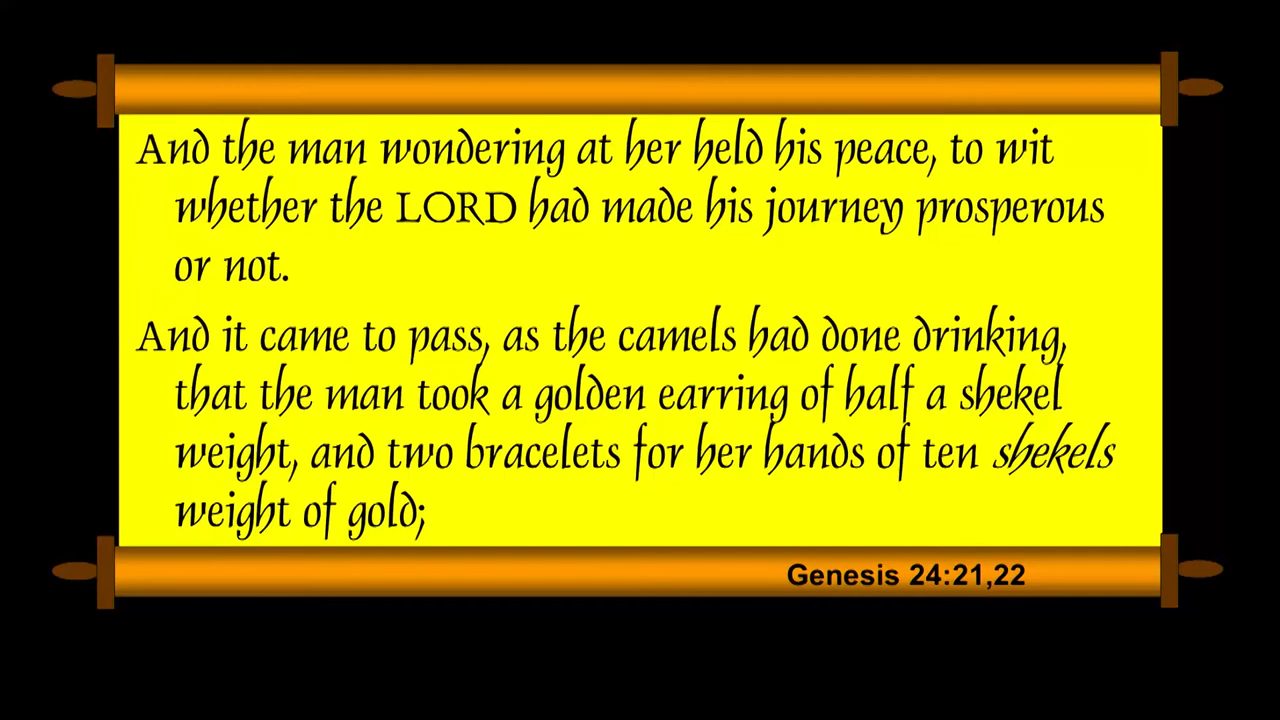 And the man wondering at her held his peace, to wit
whether the LORD had made his journey prosperous
or not.
And it came to pass, as the camels had done drinking,
that the man took a golden earring of half a shekel
weight, and two bracelets for her hands of ten shekels
weight of gold;
Genesis 24:21,22